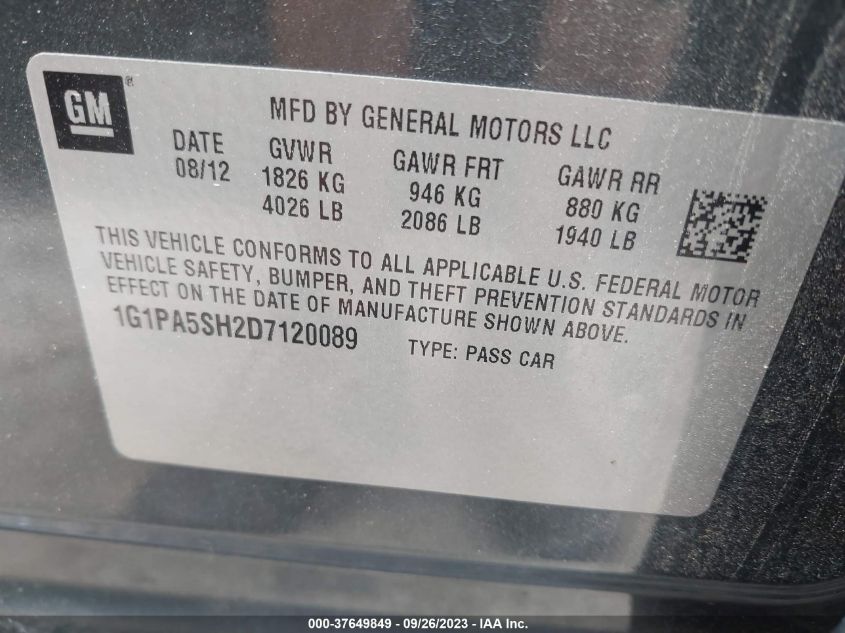 GM
MFD BY GENERAL MOTORS LLC
DATE GVWR GAWR FRT GAWR RR
08/12 1826 KG 946 KG 880 KG
4026 LB 2086 LB 1940 LB
THIS VEHICLE CONFORMS TO ALL APPLICABLE U.S. FEDERAL MOTOR
VEHICLE SAFETY, BUMPER, AND THEFT PREVENTION STANDARDS IN
EFFECT ON THE DATE OF MANUFACTURE SHOWN ABOVE.
1G1PA5SH2D7120089 TYPE: PASS CAR
000-37649849 - 09/26/2023 - IAAI.com / IAA Inc.